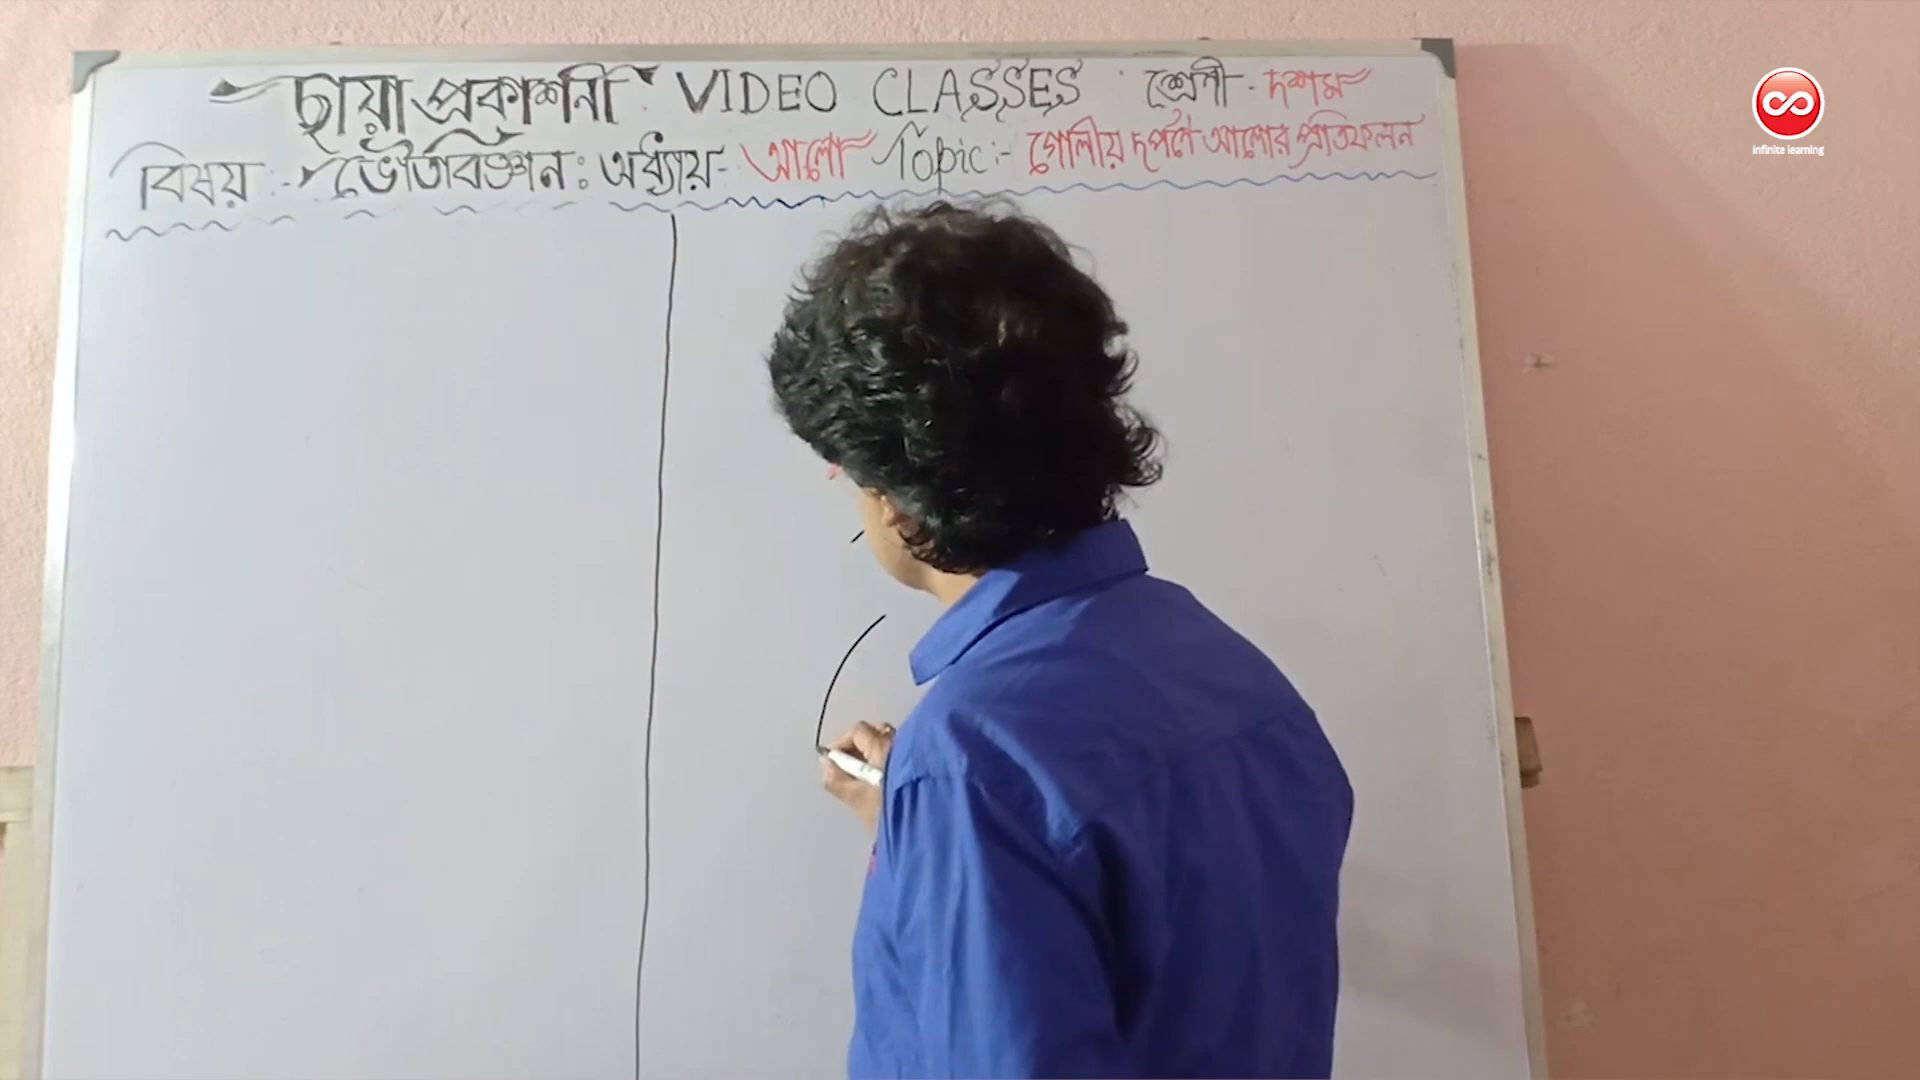 ছায়া প্রকাশনী VIDEO CLASSES শ্রেণী - দশম
বিষয় :- ভৌতবিজ্ঞান : অধ্যায় - আলো Topic :- গোলীয় দর্পণে আলোর প্রতিফলন
infinite learning